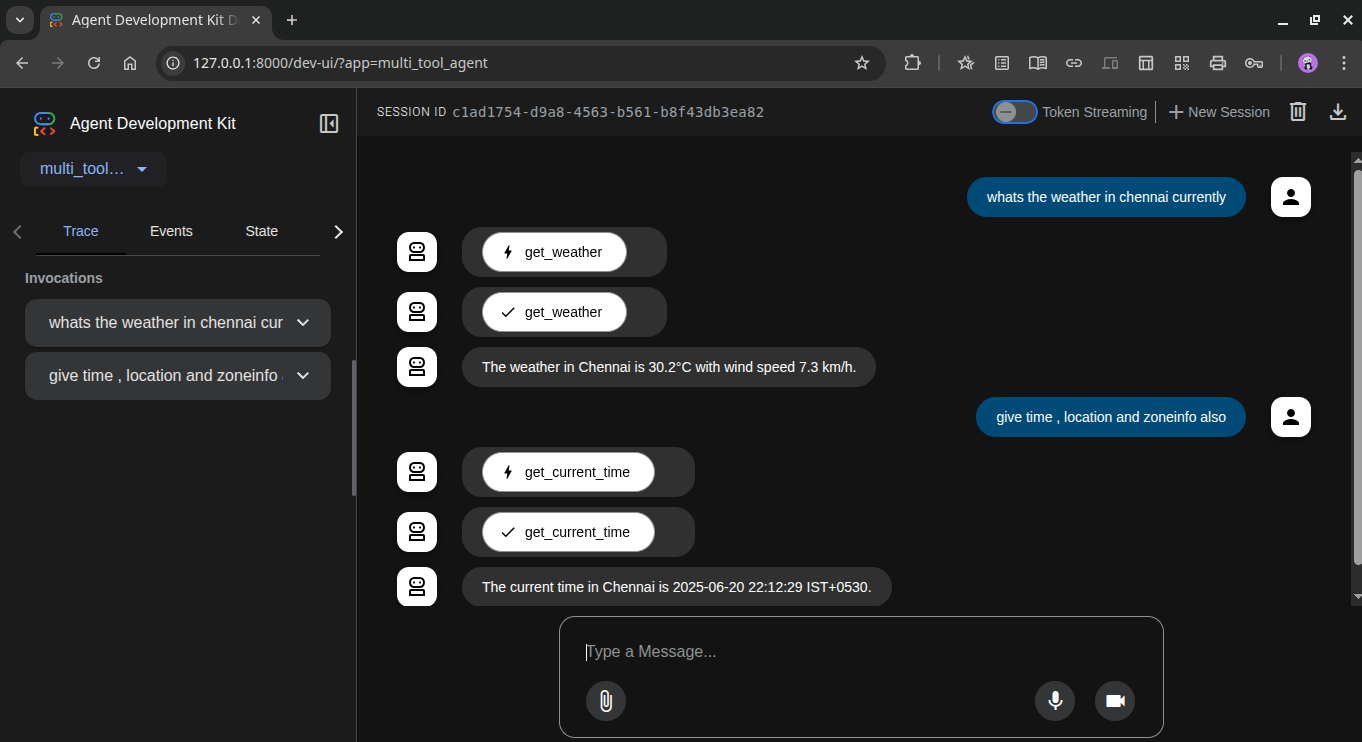 Agent Development Kit D
127.0.0.1:8000/dev-ui/?app=multi_tool_agent
Agent Development Kit
multi_tool…
Trace Events State
Invocations
whats the weather in chennai cur
give time , location and zoneinfo
SESSION ID c1ad1754-d9a8-4563-b561-b8f43db3ea82 Token Streaming New Session
whats the weather in chennai currently
get_weather
get_weather
The weather in Chennai is 30.2°C with wind speed 7.3 km/h.
give time , location and zoneinfo also
get_current_time
get_current_time
The current time in Chennai is 2025-06-20 22:12:29 IST+0530.
Type a Message...